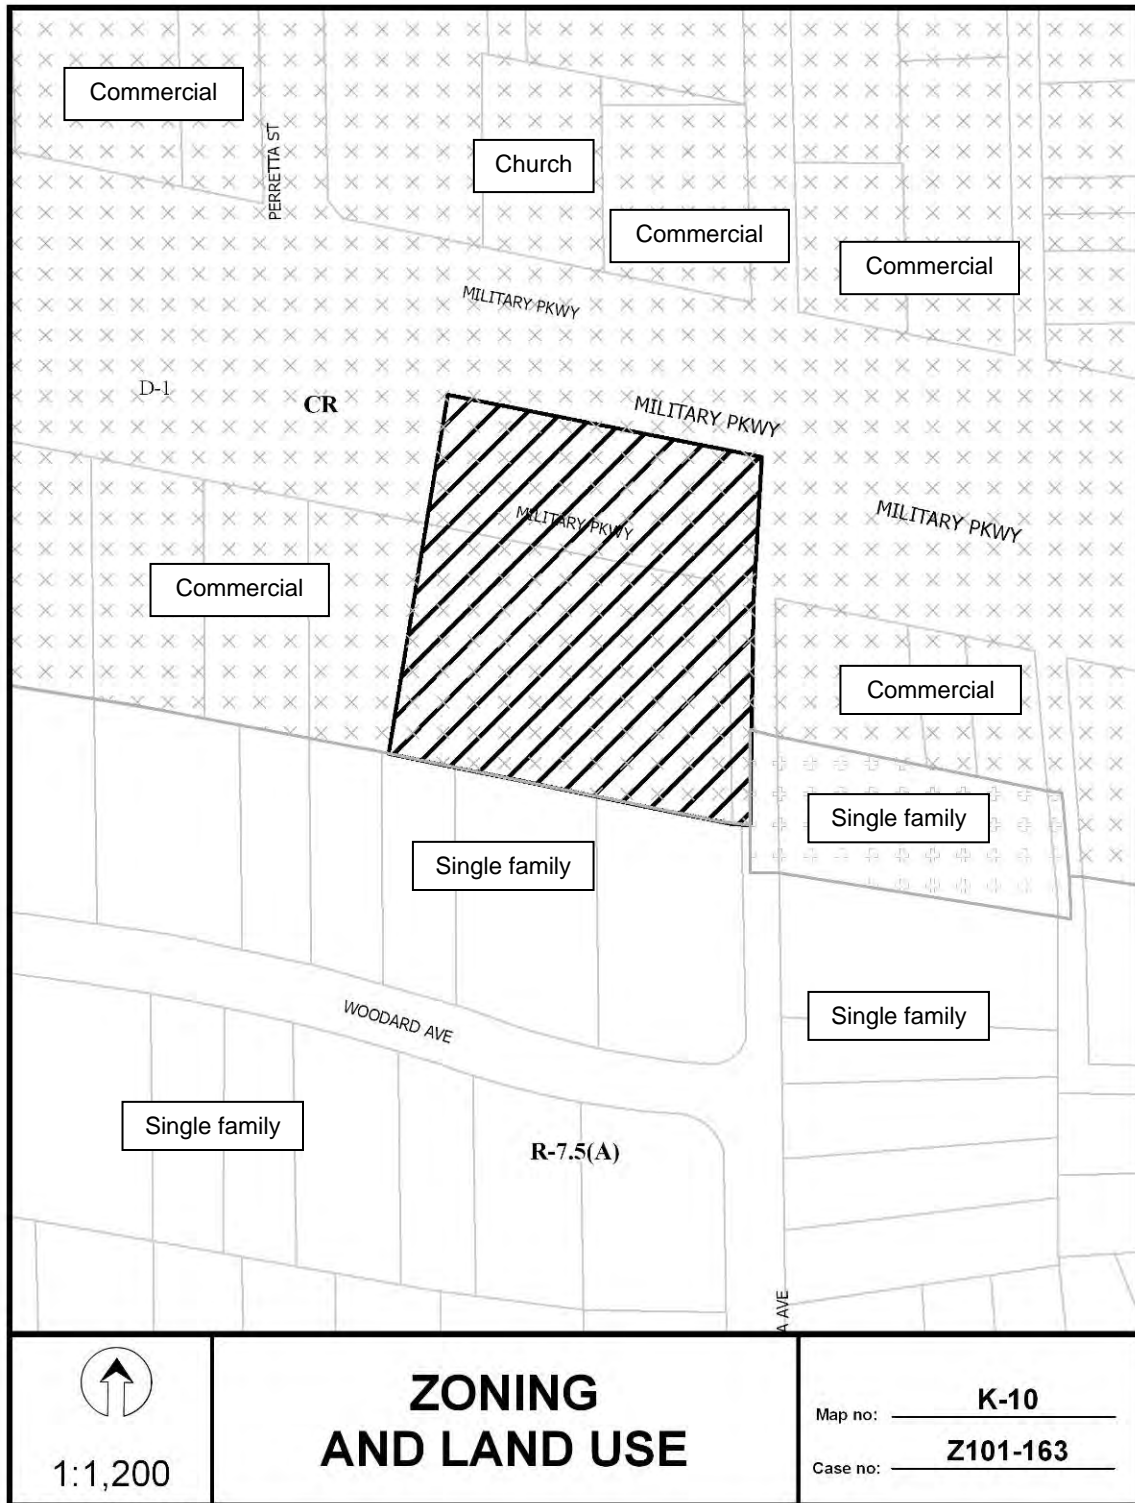 Commercial
PERRETTA ST
Church
Commercial
Commercial
MILITARY PKWY
D-1
CR
MILITARY PKWY
MILITARY PKWY
MILITARY PKWY
Commercial
Commercial
Single family
Single family
WOODARD AVE
Single family
Single family
R-7.5(A)
A AVE
1:1,200
ZONING
AND LAND USE
Map no: K-10
Case no: Z101-163